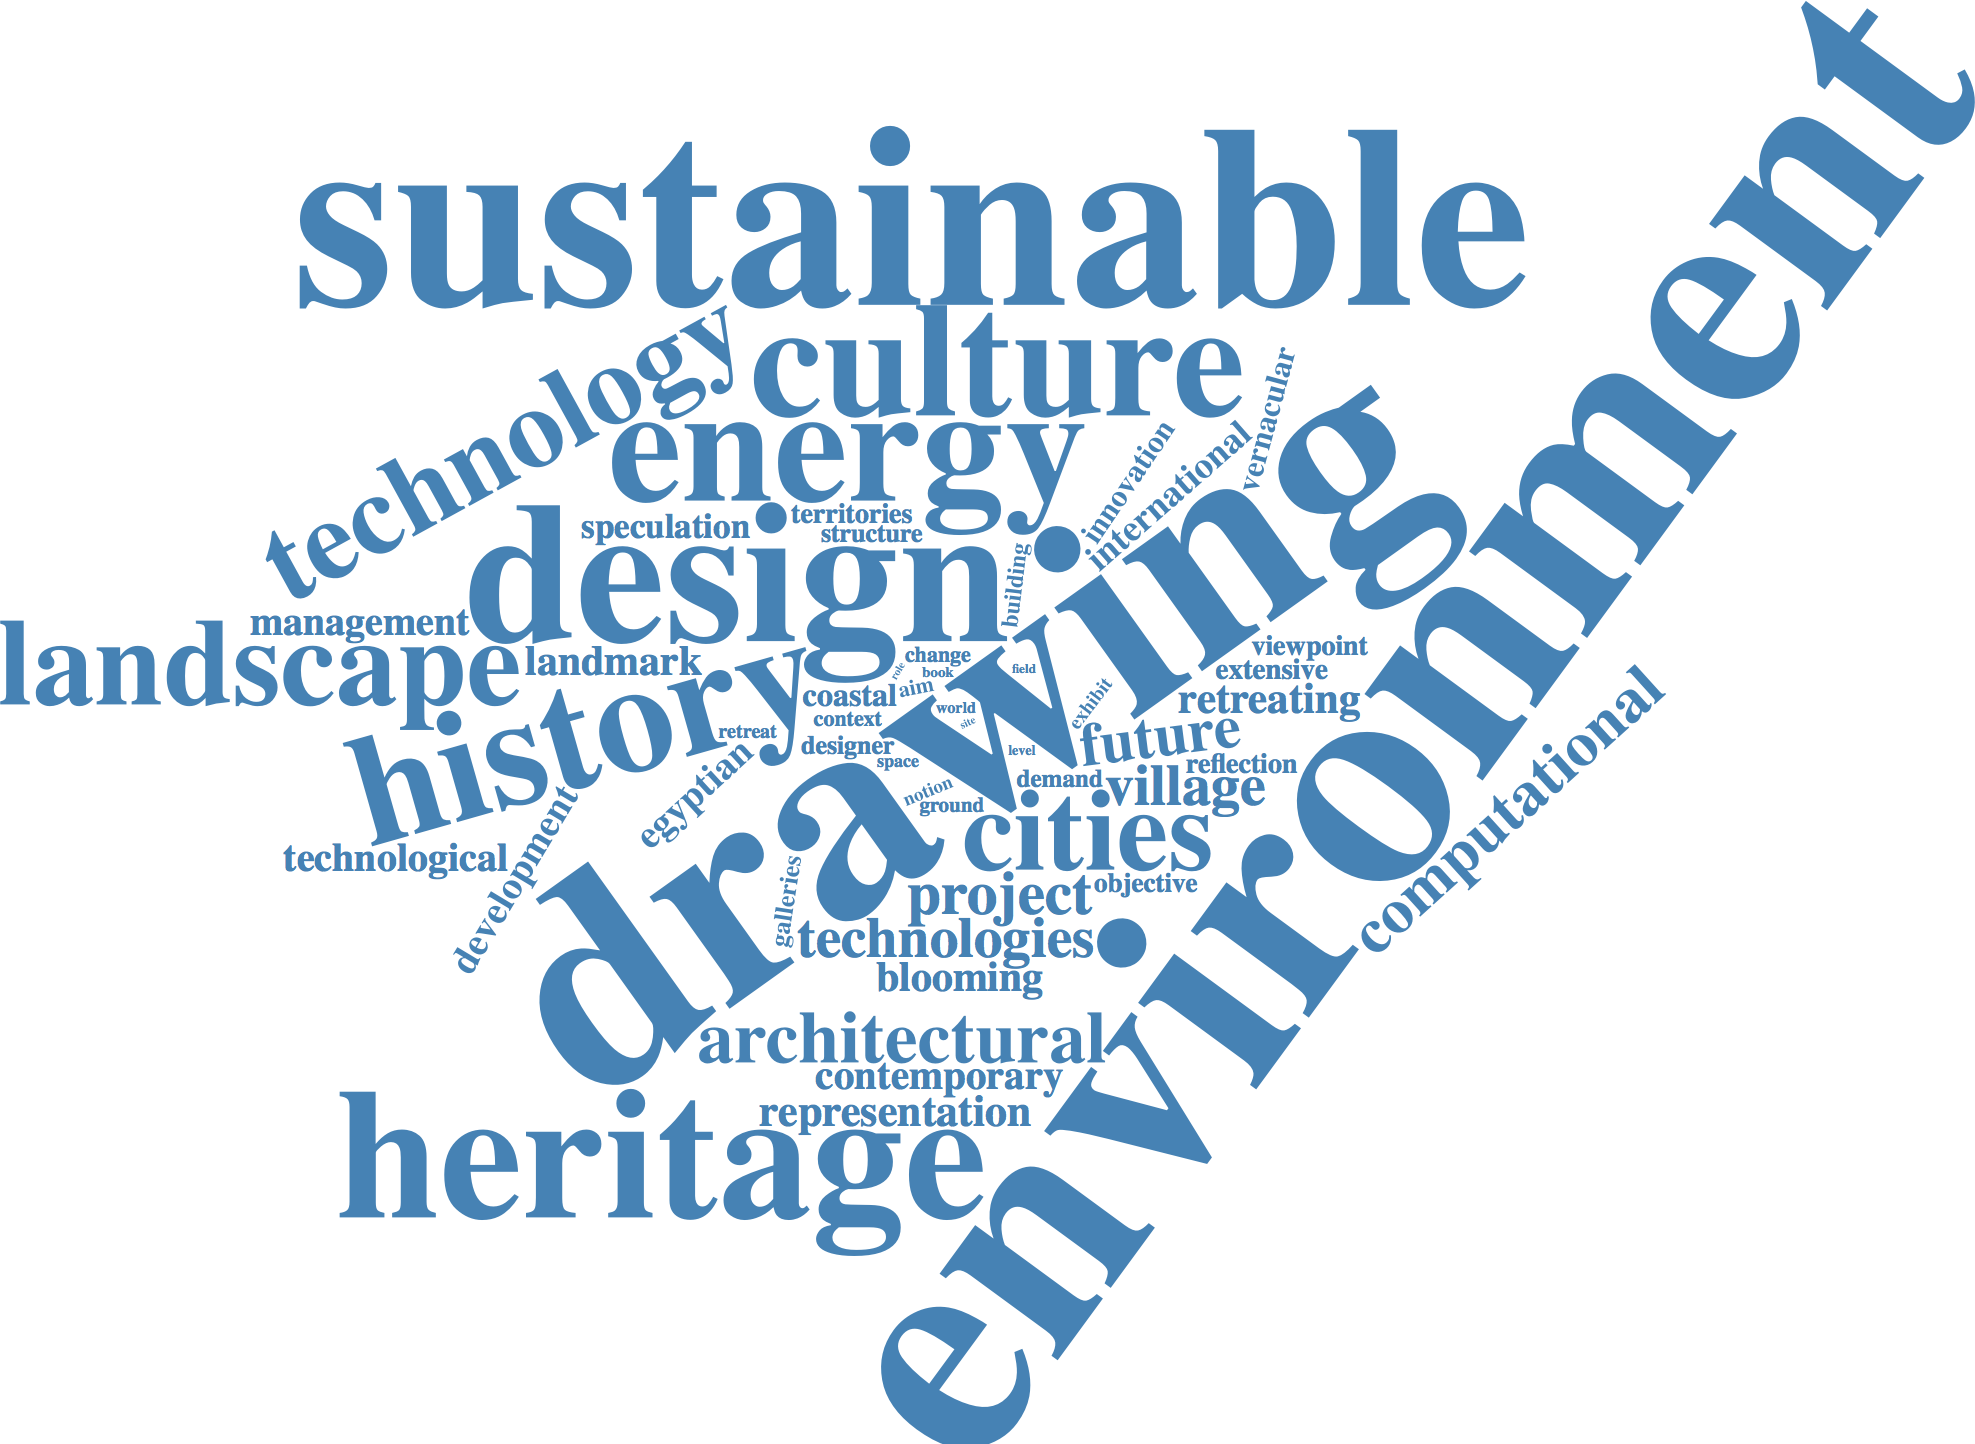 sustainable
environment
culture
technology
energy
vernacular
innovation
international
drawing
design
speculation
territories
structure
building
management
landscape
landmark
history
change
role
book
field
coastal
aim
world
site
exhibit
context
retreat
designer
space
level
viewpoint
extensive
retreating
future
reflection
computational
egyptian
development
technological
notion
ground
demand
village
cities
galleries
project
objective
technologies
blooming
architectural
contemporary
representation
heritage